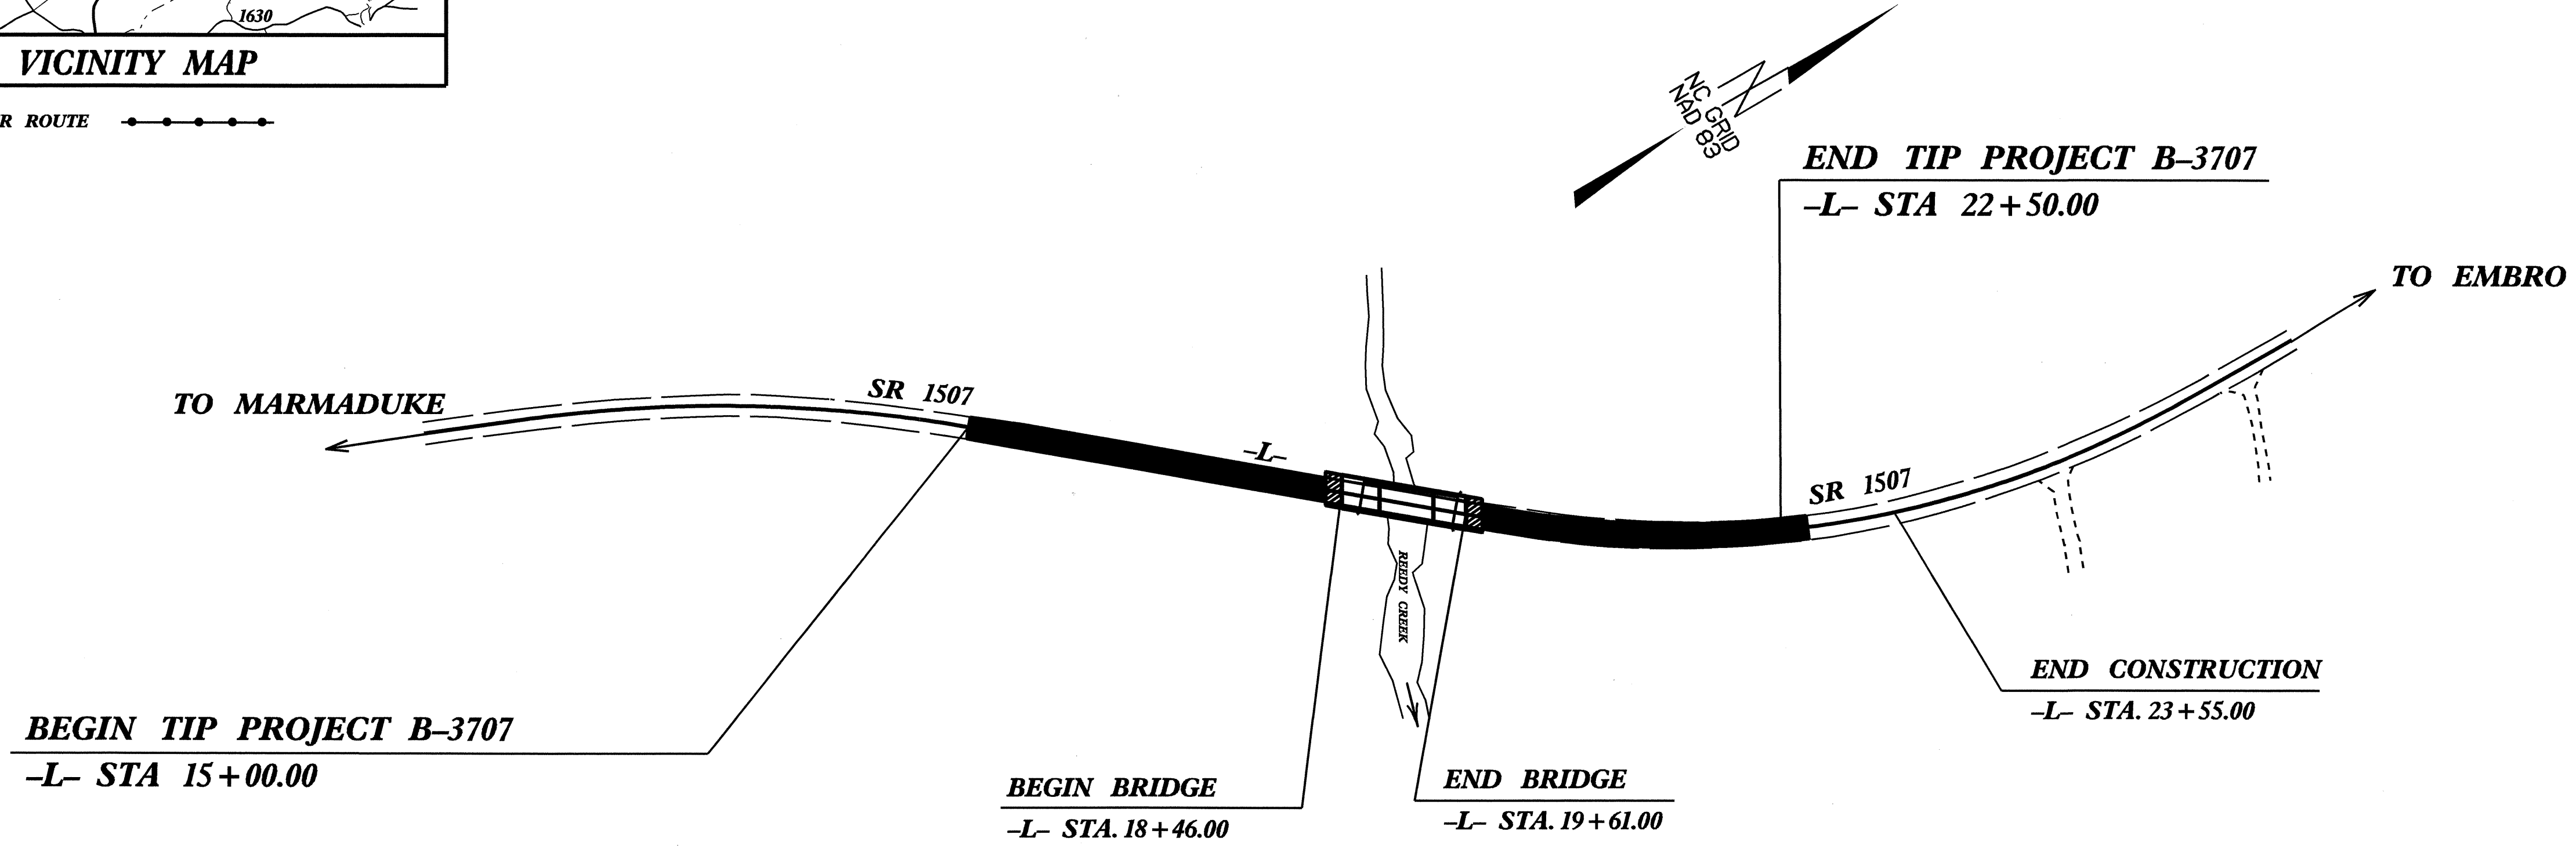 1630
VICINITY MAP
R ROUTE
NC GRID
NAD 83
END TIP PROJECT B–3707
–L– STA 22+50.00
TO EMBRO
TO MARMADUKE
SR 1507
–L–
SR 1507
REEDY CREEK
END CONSTRUCTION
–L– STA. 23+55.00
BEGIN TIP PROJECT B–3707
–L– STA 15+00.00
BEGIN BRIDGE
–L– STA. 18+46.00
END BRIDGE
–L– STA. 19+61.00